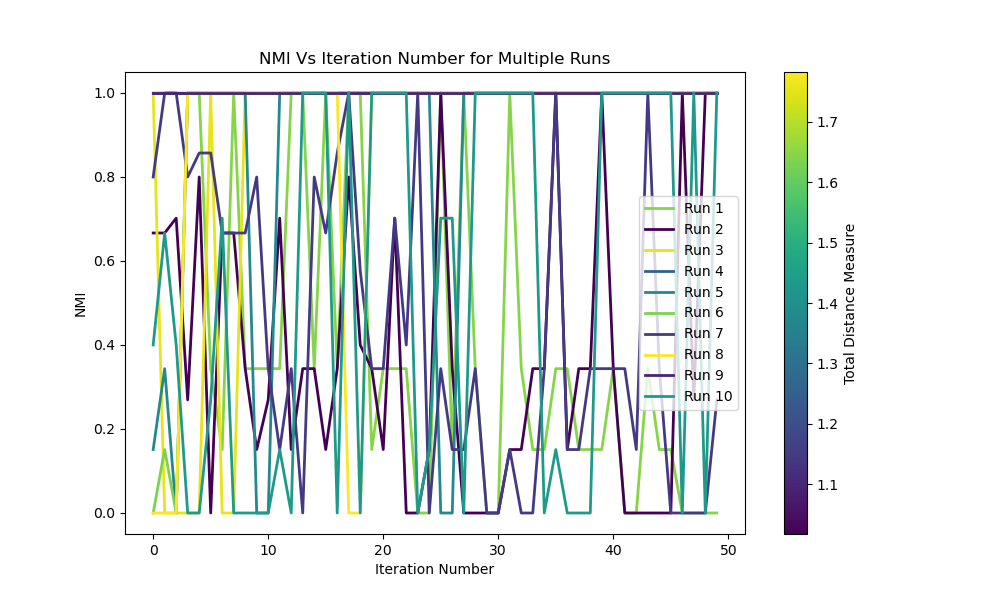 NMI Vs Iteration Number for Multiple Runs
NMI
1.0
0.8
0.6
0.4
0.2
0.0
0
10
20
30
40
50
Iteration Number
Run 1
Run 2
Run 3
Run 4
Run 5
Run 6
Run 7
Run 8
Run 9
Run 10
1.7
1.6
1.5
1.4
1.3
1.2
1.1
Total Distance Measure